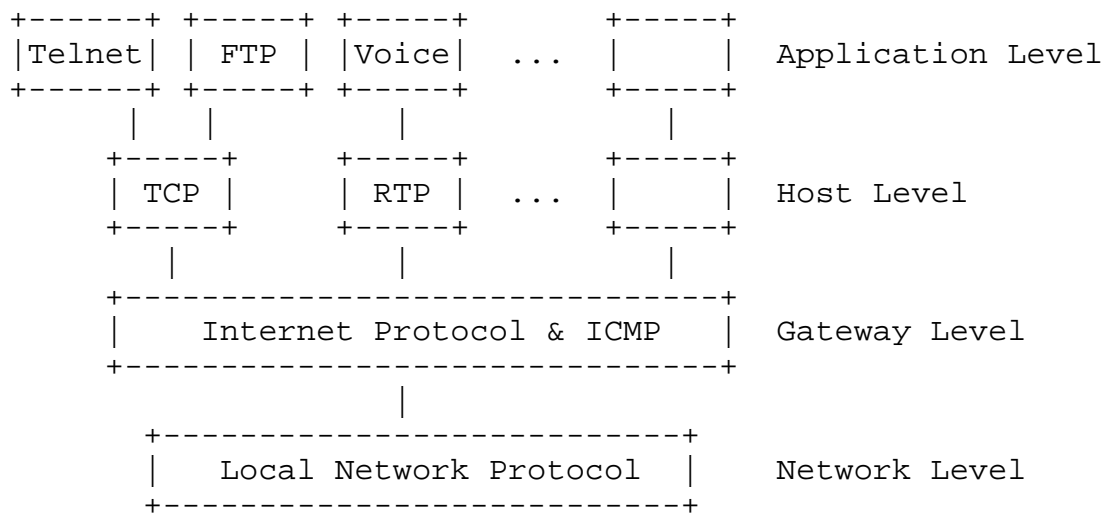 Telnet FTP Voice ... Application Level
TCP RTP ... Host Level
Internet Protocol & ICMP Gateway Level
Local Network Protocol Network Level